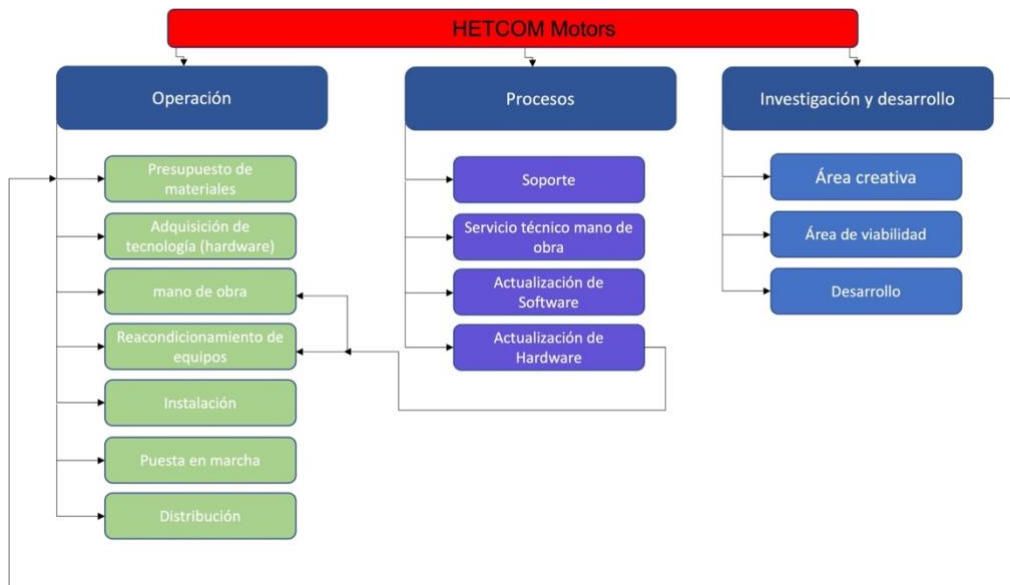 HETCOM Motors
Operación
Presupuesto de
materiales
Adquisición de
tecnología (hardware)
mano de obra
Reacondicionamiento de
equipos
Instalación
Puesta en marcha
Distribución
Procesos
Soporte
Servicio técnico mano de
obra
Actualización de
Software
Actualización de
Hardware
Investigación y desarrollo
Área creativa
Área de viabilidad
Desarrollo